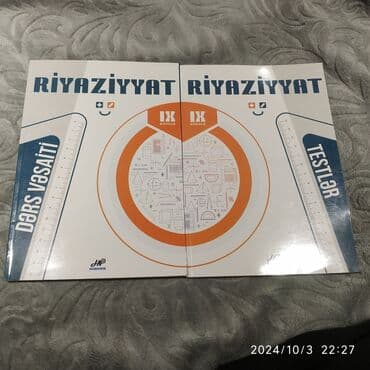 RİYAZİYYAT
IX
DƏRS VƏSAİTİ
RİYAZİYYAT
IX
TESTLƏR
2024/10/3 22:27